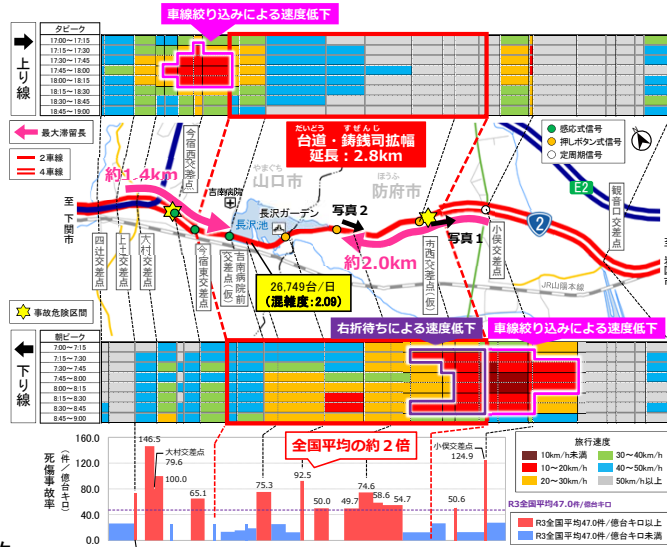 車線絞り込みによる速度低下
上り線
夕ピーク
17:00~17:15
17:15~17:30
17:30~17:45
17:45~18:00
18:00~18:15
18:15~18:30
18:30~18:45
18:45~19:00
最大滞留長
2車線
4車線
だいどう すぜんじ
台道・鋳銭司拡幅
延長:2.8km
感応式信号
押しボタン式信号
定周期信号
約1.4km
今宿西交差点
吉南病院
やまぐち
山口市
ほうふ
防府市
長沢ガーデン
長沢池
写真2
写真1
約2.0km
E2
2
至 下関市
四辻交差点
上土交差点
大村交差点
今宿東交差点
吉南病院前交差点(仮)
市西交差点(仮)
小俣交差点
観音口交差点
JR山陽本線
26,749台/日
(混雑度:2.09)
事故危険区間
右折待ちによる速度低下
車線絞り込みによる速度低下
下り線
朝ピーク
7:00~7:15
7:15~7:30
7:30~7:45
7:45~8:00
8:00~8:15
8:15~8:30
8:30~8:45
8:45~9:00
死傷事故率
(件/億台キロ)
160.0
120.0
80.0
40.0
0.0
146.5
大村交差点
79.6
100.0
65.1
75.3
全国平均の約2倍
92.5
50.0
49.7
74.6
58.6
54.7
50.6
小俣交差点
124.9
旅行速度
10km/h未満
10~20km/h
20~30km/h
30~40km/h
40~50km/h
50km/h以上
R3全国平均47.0件/億台キロ
R3全国平均47.0件/億台キロ以上
R3全国平均47.0件/億台キロ未満